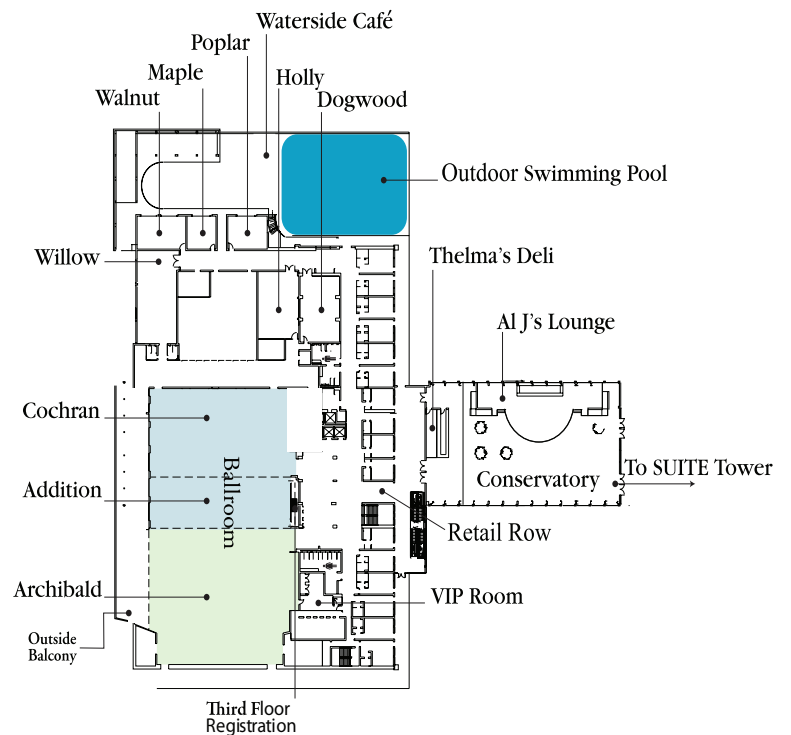 Waterside Café
Poplar
Maple
Holly
Walnut
Dogwood
Outdoor Swimming Pool
Willow
Thelma's Deli
Al J's Lounge
Cochran
Ballroom
To SUITE Tower
Conservatory
Addition
Retail Row
Archibald
VIP Room
Outside
Balcony
Third Floor
Registration